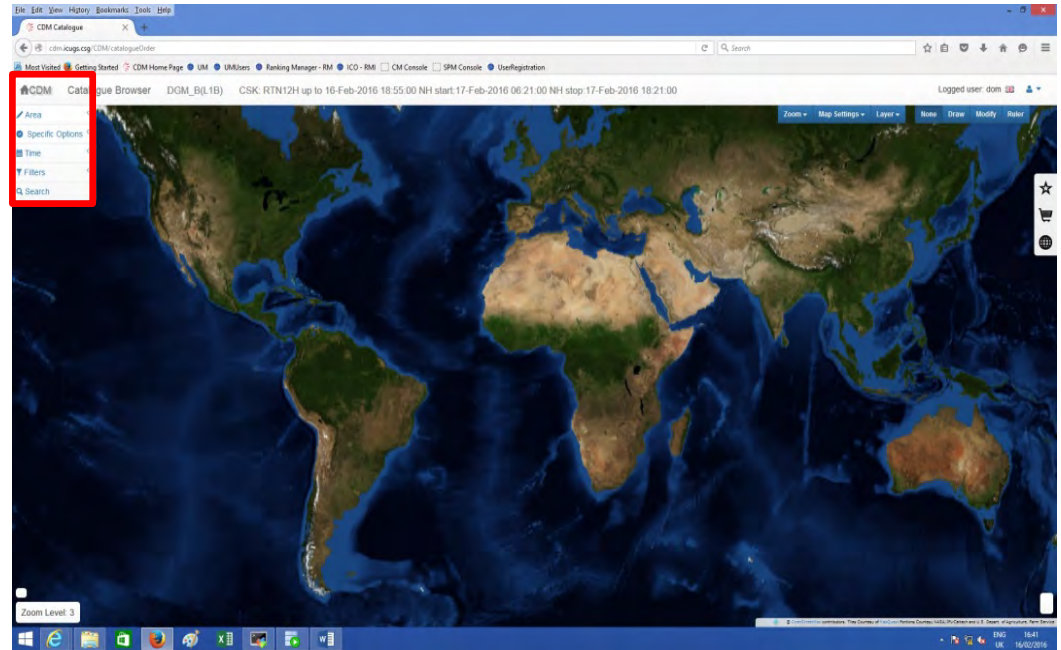 File Edit View History Bookmarks Tools Help
CDM Catalogue
cdm.icugs.csg/CDM/catalogueOrder
Search
Most Visited Getting Started CDM Home Page UM UMUsers Ranking Manager - RM ICO - RMI CM Console SPM Console UserRegistration
CDM Catalogue Browser DGM_B(L1B) CSK: RTN12H up to 16-Feb-2016 18:55:00 NH start:17-Feb-2016 06:21:00 NH stop:17-Feb-2016 18:21:00 Logged user: dom
Area
Zoom Map Settings Layer None Draw Modify Ruler
Specific Options
Time
Filters
Search
Zoom Level: 3
ENG 16:41
UK 16/02/2016